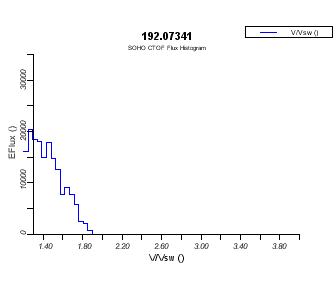 192.07341
V/Vsw ()
SOHO CTOF Flux Histogram
EFlux ()
30000
20000
10000
0
1.40 1.80 2.20 2.60 3.00 3.40 3.80
V/Vsw ()